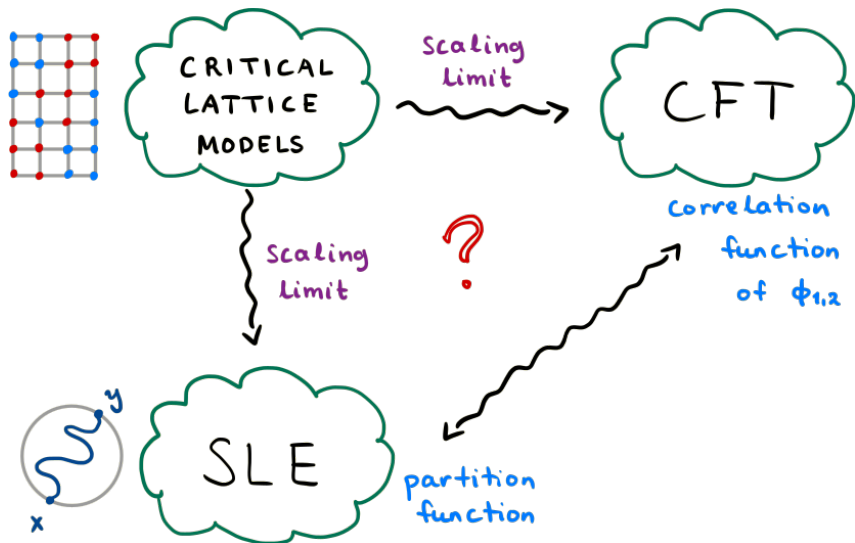 CRITICAL
LATTICE
MODELS
scaling
limit
CFT
correlation
function
of ϕ1,2
?
scaling
limit
y
x
SLE
partition
function